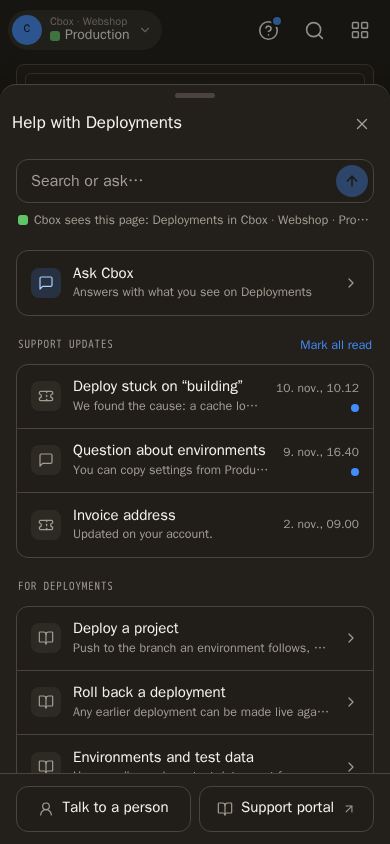 C
Cbox · Webshop
Production
Help with Deployments
Search or ask···
Cbox sees this page: Deployments in Cbox · Webshop · Pro···
Ask Cbox
Answers with what you see on Deployments
SUPPORT UPDATES
Mark all read
Deploy stuck on “building”
10. nov., 10.12
We found the cause: a cache lo···
Question about environments
9. nov., 16.40
You can copy settings from Produ···
Invoice address
2. nov., 09.00
Updated on your account.
FOR DEPLOYMENTS
Deploy a project
Push to the branch an environment follows, ···
Roll back a deployment
Any earlier deployment can be made live aga···
Environments and test data
Talk to a person
Support portal